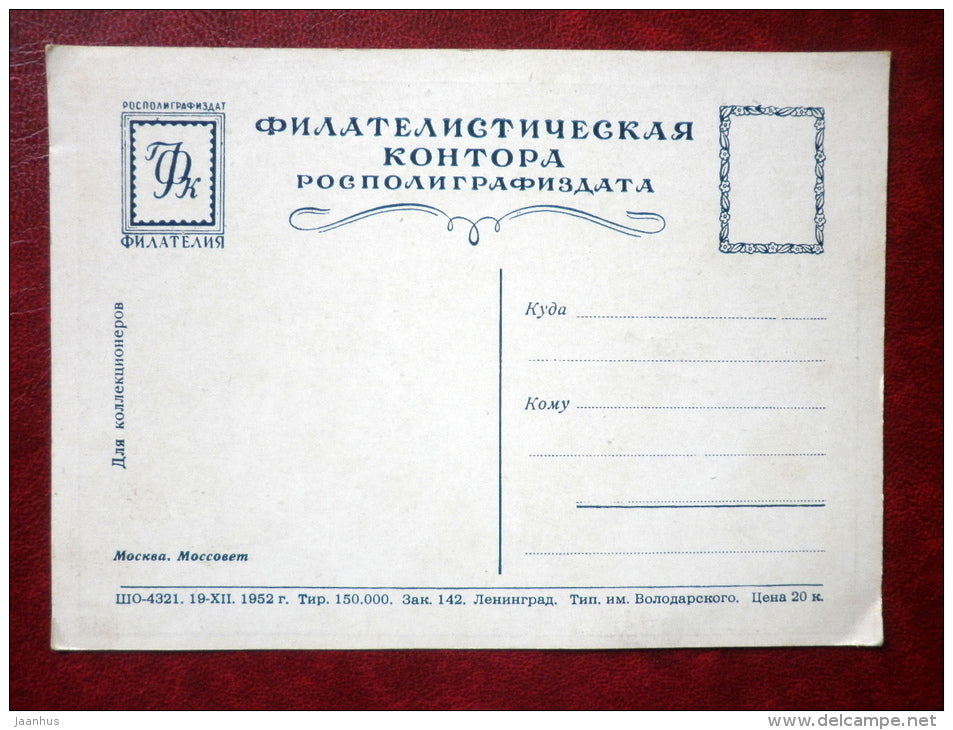 РОСПОЛИГРАФИЗДАТ
ФК
ФИЛАТЕЛИЯ
ФИЛАТЕЛИСТИЧЕСКАЯ
КОНТОРА
РОСПОЛИГРАФИЗДАТА
Для коллекционеров
Куда
Кому
Москва. Моссовет
ШО-4321. 19-XII. 1952 г. Тир. 150.000. Зак. 142. Ленинград. Тип. им. Володарского. Цена 20 к.
jaanhus
delcampe.net